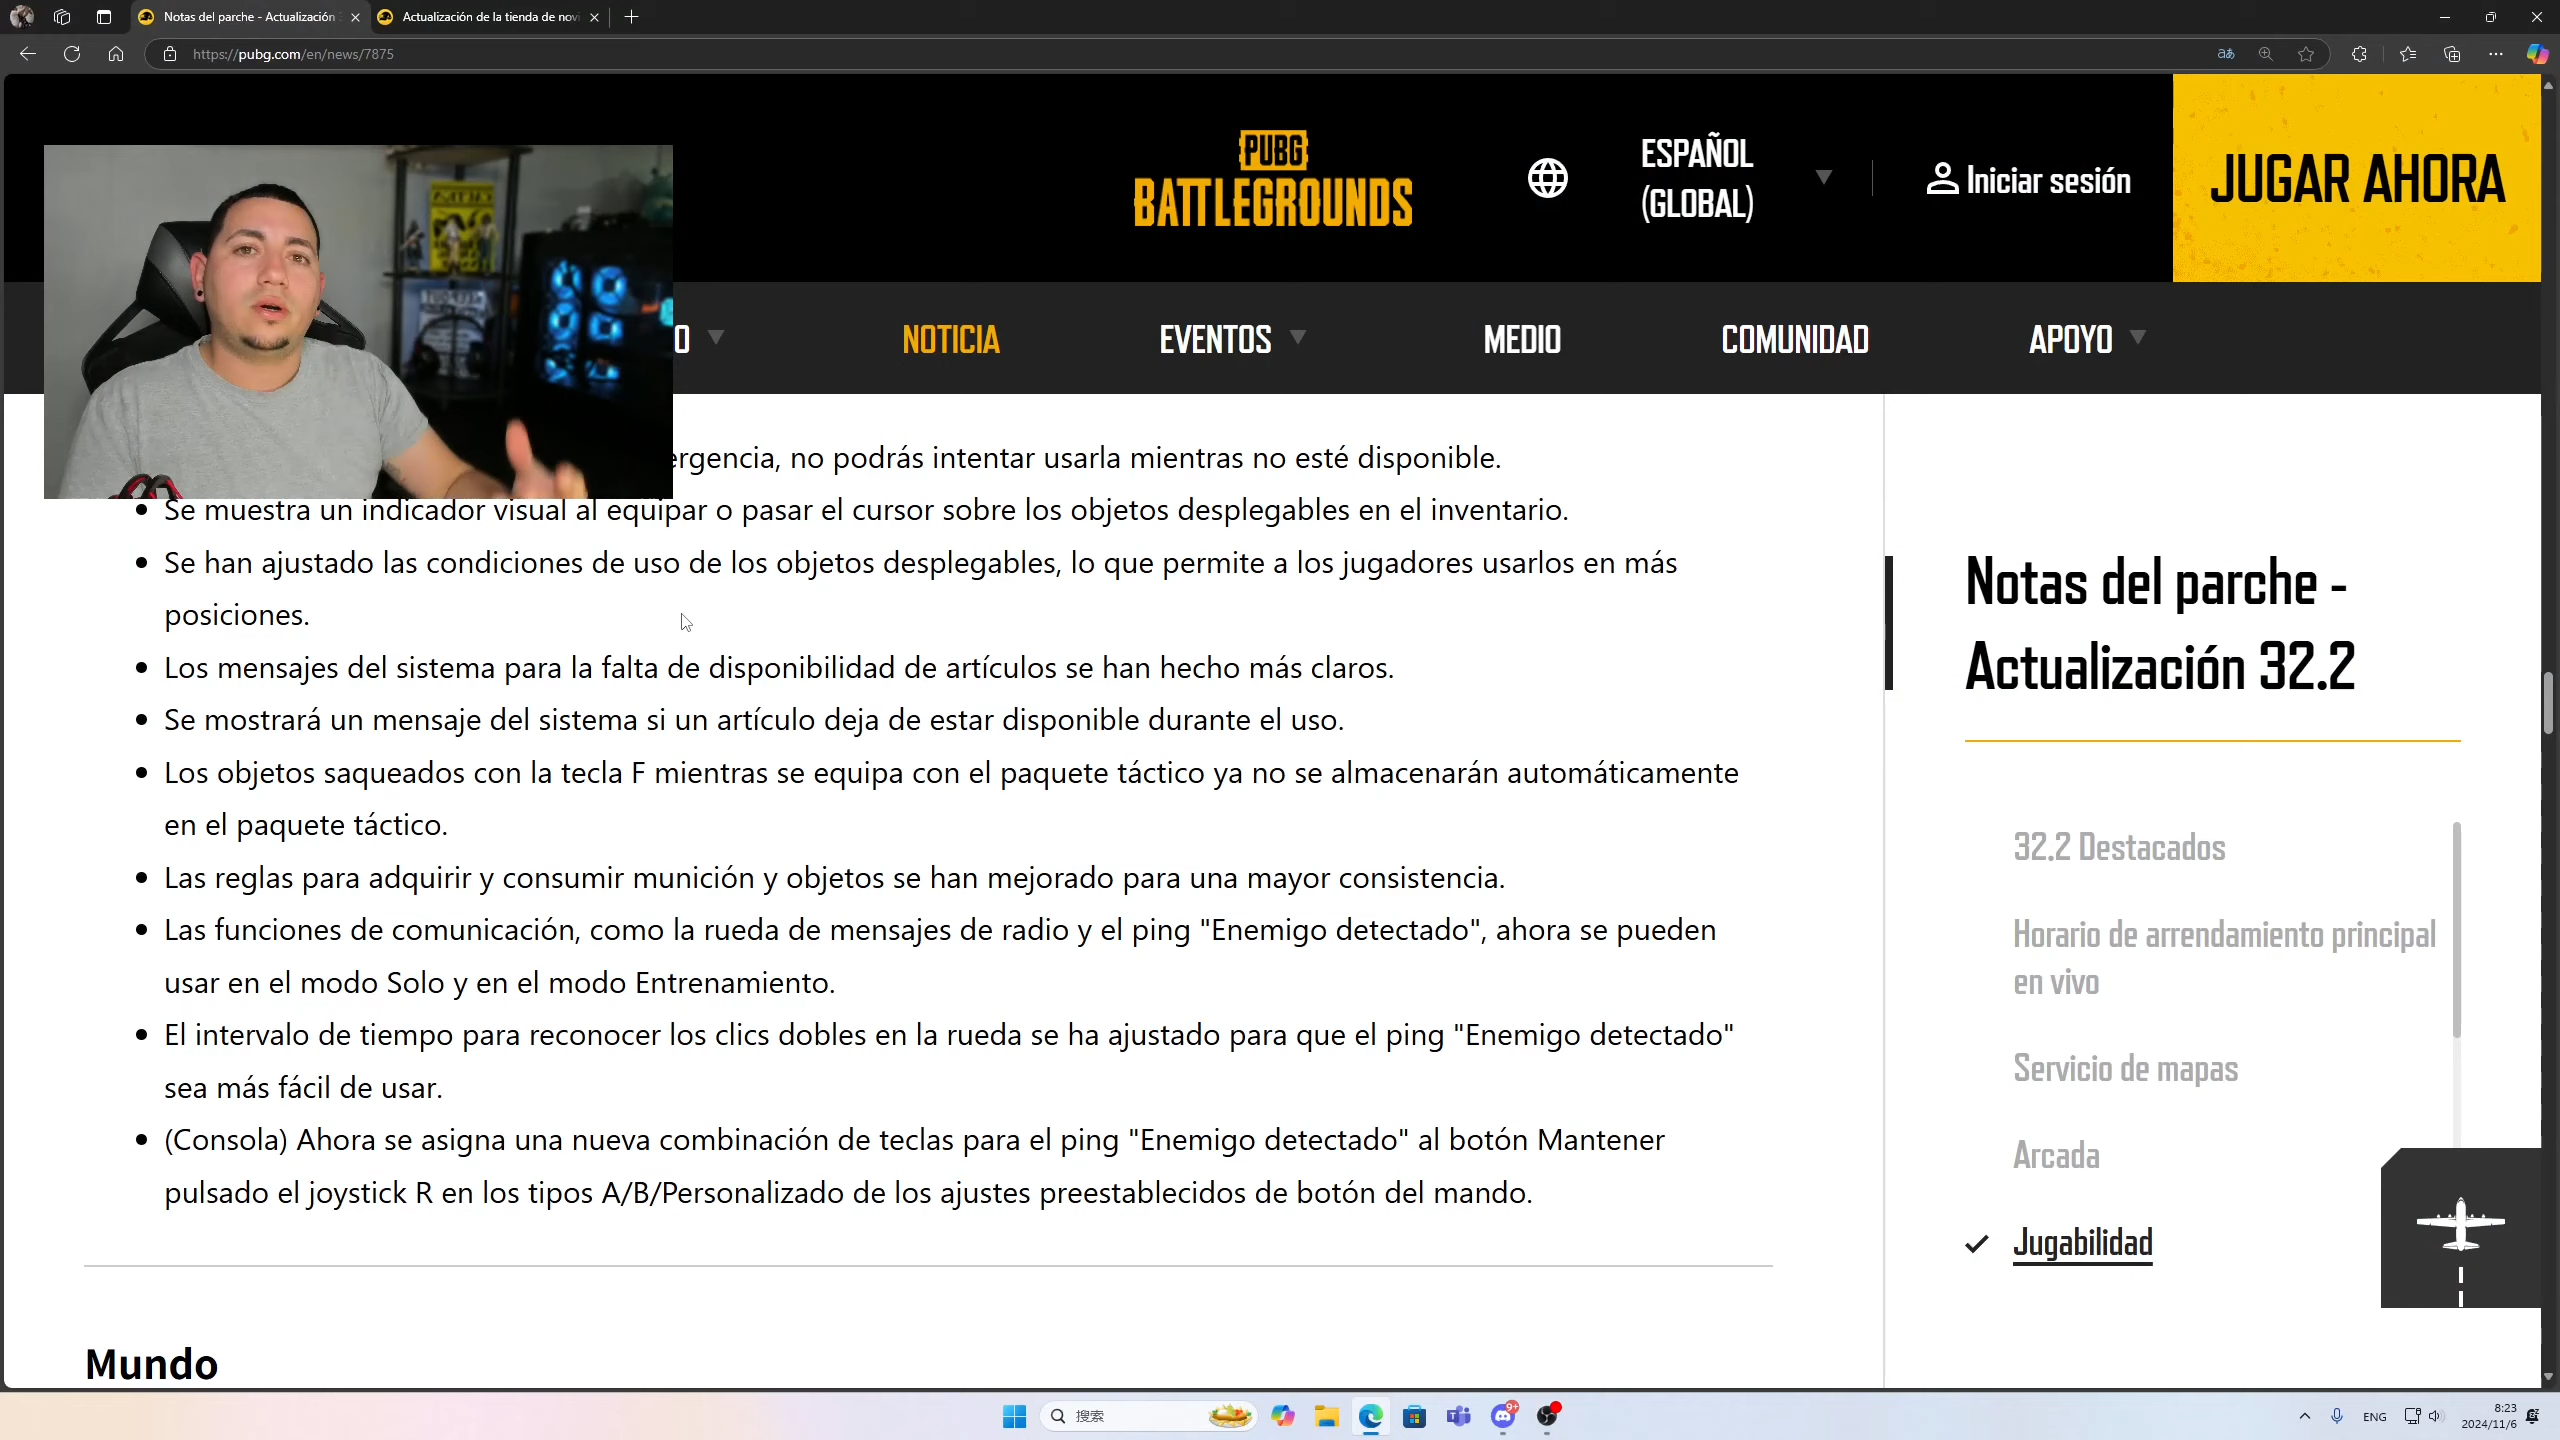 Notas del parche - Actualización 3
Actualización de la tienda de novi
https://pubg.com/en/news/7875
PUBG
BATTLEGROUNDS
ESPAÑOL
(GLOBAL)
Iniciar sesión
JUGAR AHORA
O
NOTICIA
EVENTOS
MEDIO
COMUNIDAD
APOYO
ergencia, no podrás intentar usarla mientras no esté disponible.
Se muestra un indicador visual al equipar o pasar el cursor sobre los objetos desplegables en el inventario.
Se han ajustado las condiciones de uso de los objetos desplegables, lo que permite a los jugadores usarlos en más
posiciones.
Los mensajes del sistema para la falta de disponibilidad de artículos se han hecho más claros.
Se mostrará un mensaje del sistema si un artículo deja de estar disponible durante el uso.
Los objetos saqueados con la tecla F mientras se equipa con el paquete táctico ya no se almacenarán automáticamente
en el paquete táctico.
Las reglas para adquirir y consumir munición y objetos se han mejorado para una mayor consistencia.
Las funciones de comunicación, como la rueda de mensajes de radio y el ping "Enemigo detectado", ahora se pueden
usar en el modo Solo y en el modo Entrenamiento.
El intervalo de tiempo para reconocer los clics dobles en la rueda se ha ajustado para que el ping "Enemigo detectado"
sea más fácil de usar.
(Consola) Ahora se asigna una nueva combinación de teclas para el ping "Enemigo detectado" al botón Mantener
pulsado el joystick R en los tipos A/B/Personalizado de los ajustes preestablecidos de botón del mando.
Mundo
Notas del parche -
Actualización 32.2
32.2 Destacados
Horario de arrendamiento principal
en vivo
Servicio de mapas
Arcada
Jugabilidad
搜索
9+
ENG
8:23
2024/11/6